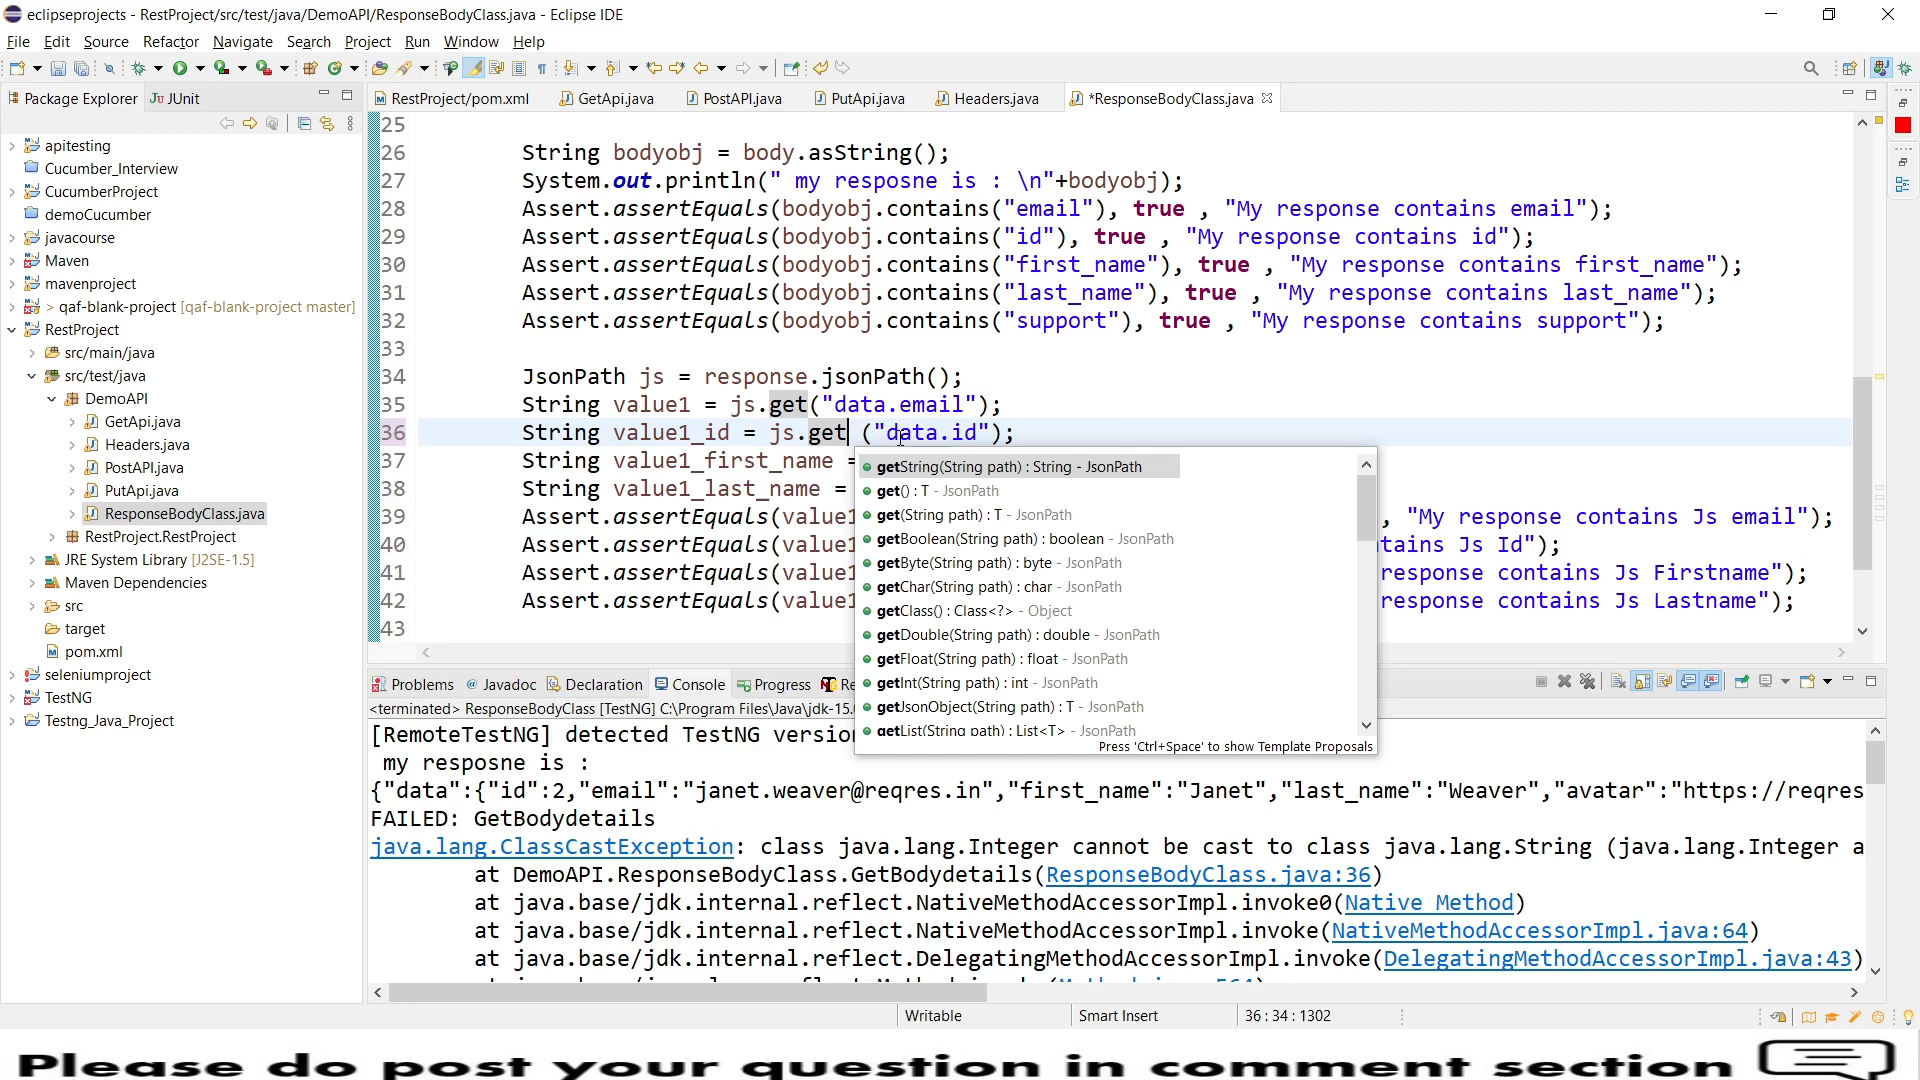 eclipseprojects - RestProject/src/test/java/DemoAPI/ResponseBodyClass.java - Eclipse IDE
File Edit Source Refactor Navigate Search Project Run Window Help
Package Explorer JUnit
RestProject/pom.xml GetApi.java PostAPI.java PutApi.java Headers.java *ResponseBodyClass.java
apitesting
Cucumber_Interview
CucumberProject
demoCucumber
javacourse
Maven
mavenproject
> qaf-blank-project [qaf-blank-project master]
RestProject
src/main/java
src/test/java
DemoAPI
GetApi.java
Headers.java
PostAPI.java
PutApi.java
ResponseBodyClass.java
RestProject.RestProject
JRE System Library [J2SE-1.5]
Maven Dependencies
src
target
pom.xml
seleniumproject
TestNG
Testng_Java_Project
25
26 String bodyobj = body.asString();
27 System.out.println(" my resposne is : \n"+bodyobj);
28 Assert.assertEquals(bodyobj.contains("email"), true , "My response contains email");
29 Assert.assertEquals(bodyobj.contains("id"), true , "My response contains id");
30 Assert.assertEquals(bodyobj.contains("first_name"), true , "My response contains first_name");
31 Assert.assertEquals(bodyobj.contains("last_name"), true , "My response contains last_name");
32 Assert.assertEquals(bodyobj.contains("support"), true , "My response contains support");
33
34 JsonPath js = response.jsonPath();
35 String value1 = js.get("data.email");
36 String value1_id = js.get ("data.id");
37 String value1_first_name =
38 String value1_last_name =
39 Assert.assertEquals(value1 , "My response contains Js email");
40 Assert.assertEquals(value1 tains Js Id");
41 Assert.assertEquals(value1 response contains Js Firstname");
42 Assert.assertEquals(value1 response contains Js Lastname");
43
getString(String path) : String - JsonPath
get() : T - JsonPath
get(String path) : T - JsonPath
getBoolean(String path) : boolean - JsonPath
getByte(String path) : byte - JsonPath
getChar(String path) : char - JsonPath
getClass() : Class<?> - Object
getDouble(String path) : double - JsonPath
getFloat(String path) : float - JsonPath
getInt(String path) : int - JsonPath
getJsonObject(String path) : T - JsonPath
getList(String path) : List<T> - JsonPath
Press 'Ctrl+Space' to show Template Proposals
Problems @ Javadoc Declaration Console Progress Re
<terminated> ResponseBodyClass [TestNG] C:\Program Files\Java\jdk-15.
[RemoteTestNG] detected TestNG versio
my resposne is :
{"data":{"id":2,"email":"janet.weaver@reqres.in","first_name":"Janet","last_name":"Weaver","avatar":"https://reqres
FAILED: GetBodydetails
java.lang.ClassCastException: class java.lang.Integer cannot be cast to class java.lang.String (java.lang.Integer a
at DemoAPI.ResponseBodyClass.GetBodydetails(ResponseBodyClass.java:36)
at java.base/jdk.internal.reflect.NativeMethodAccessorImpl.invoke0(Native Method)
at java.base/jdk.internal.reflect.NativeMethodAccessorImpl.invoke(NativeMethodAccessorImpl.java:64)
at java.base/jdk.internal.reflect.DelegatingMethodAccessorImpl.invoke(DelegatingMethodAccessorImpl.java:43)
Writable Smart Insert 36 : 34 : 1302
Please do post your question in comment section